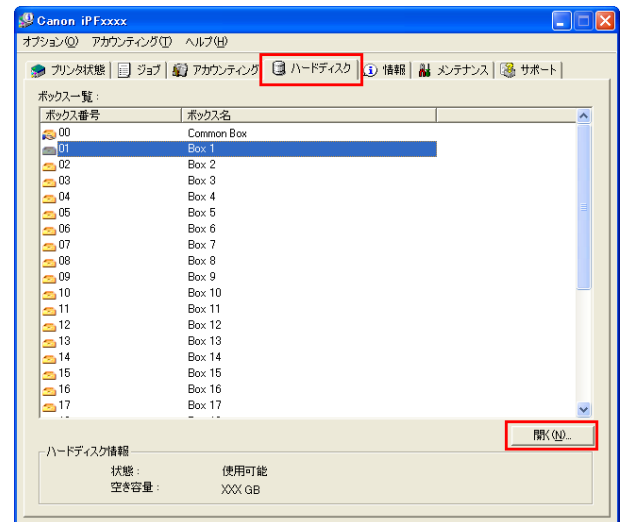 Canon iPFxxxx
オプション(O) アカウンティング(T) ヘルプ(H)
プリンタ状態 ジョブ アカウンティング ハードディスク 情報 メンテナンス サポート
ボックス一覧 :
ボックス番号 ボックス名
00 Common Box
01 Box 1
02 Box 2
03 Box 3
04 Box 4
05 Box 5
06 Box 6
07 Box 7
08 Box 8
09 Box 9
10 Box 10
11 Box 11
12 Box 12
13 Box 13
14 Box 14
15 Box 15
16 Box 16
17 Box 17
開く(N)...
ハードディスク情報
状態 : 使用可能
空き容量 : XXX GB